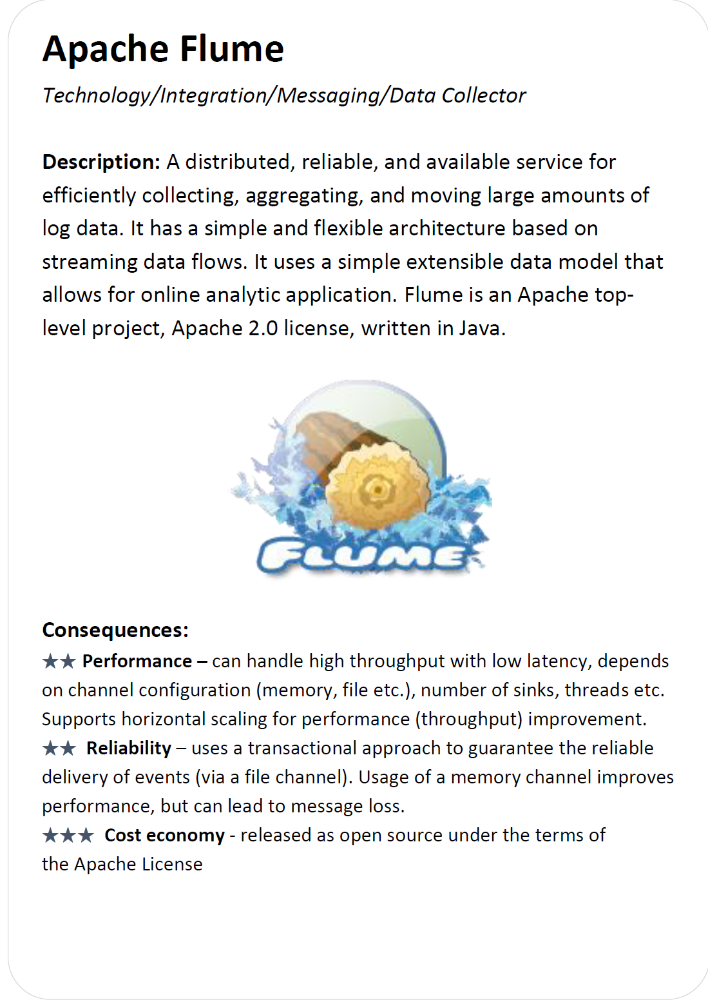 Apache Flume
Technology/Integration/Messaging/Data Collector
Description: A distributed, reliable, and available service for
efficiently collecting, aggregating, and moving large amounts of
log data. It has a simple and flexible architecture based on
streaming data flows. It uses a simple extensible data model that
allows for online analytic application. Flume is an Apache top-
level project, Apache 2.0 license, written in Java.
FLUME
Consequences:
★★ Performance – can handle high throughput with low latency, depends
on channel configuration (memory, file etc.), number of sinks, threads etc.
Supports horizontal scaling for performance (throughput) improvement.
★★ Reliability – uses a transactional approach to guarantee the reliable
delivery of events (via a file channel). Usage of a memory channel improves
performance, but can lead to message loss.
★★★ Cost economy - released as open source under the terms of
the Apache License